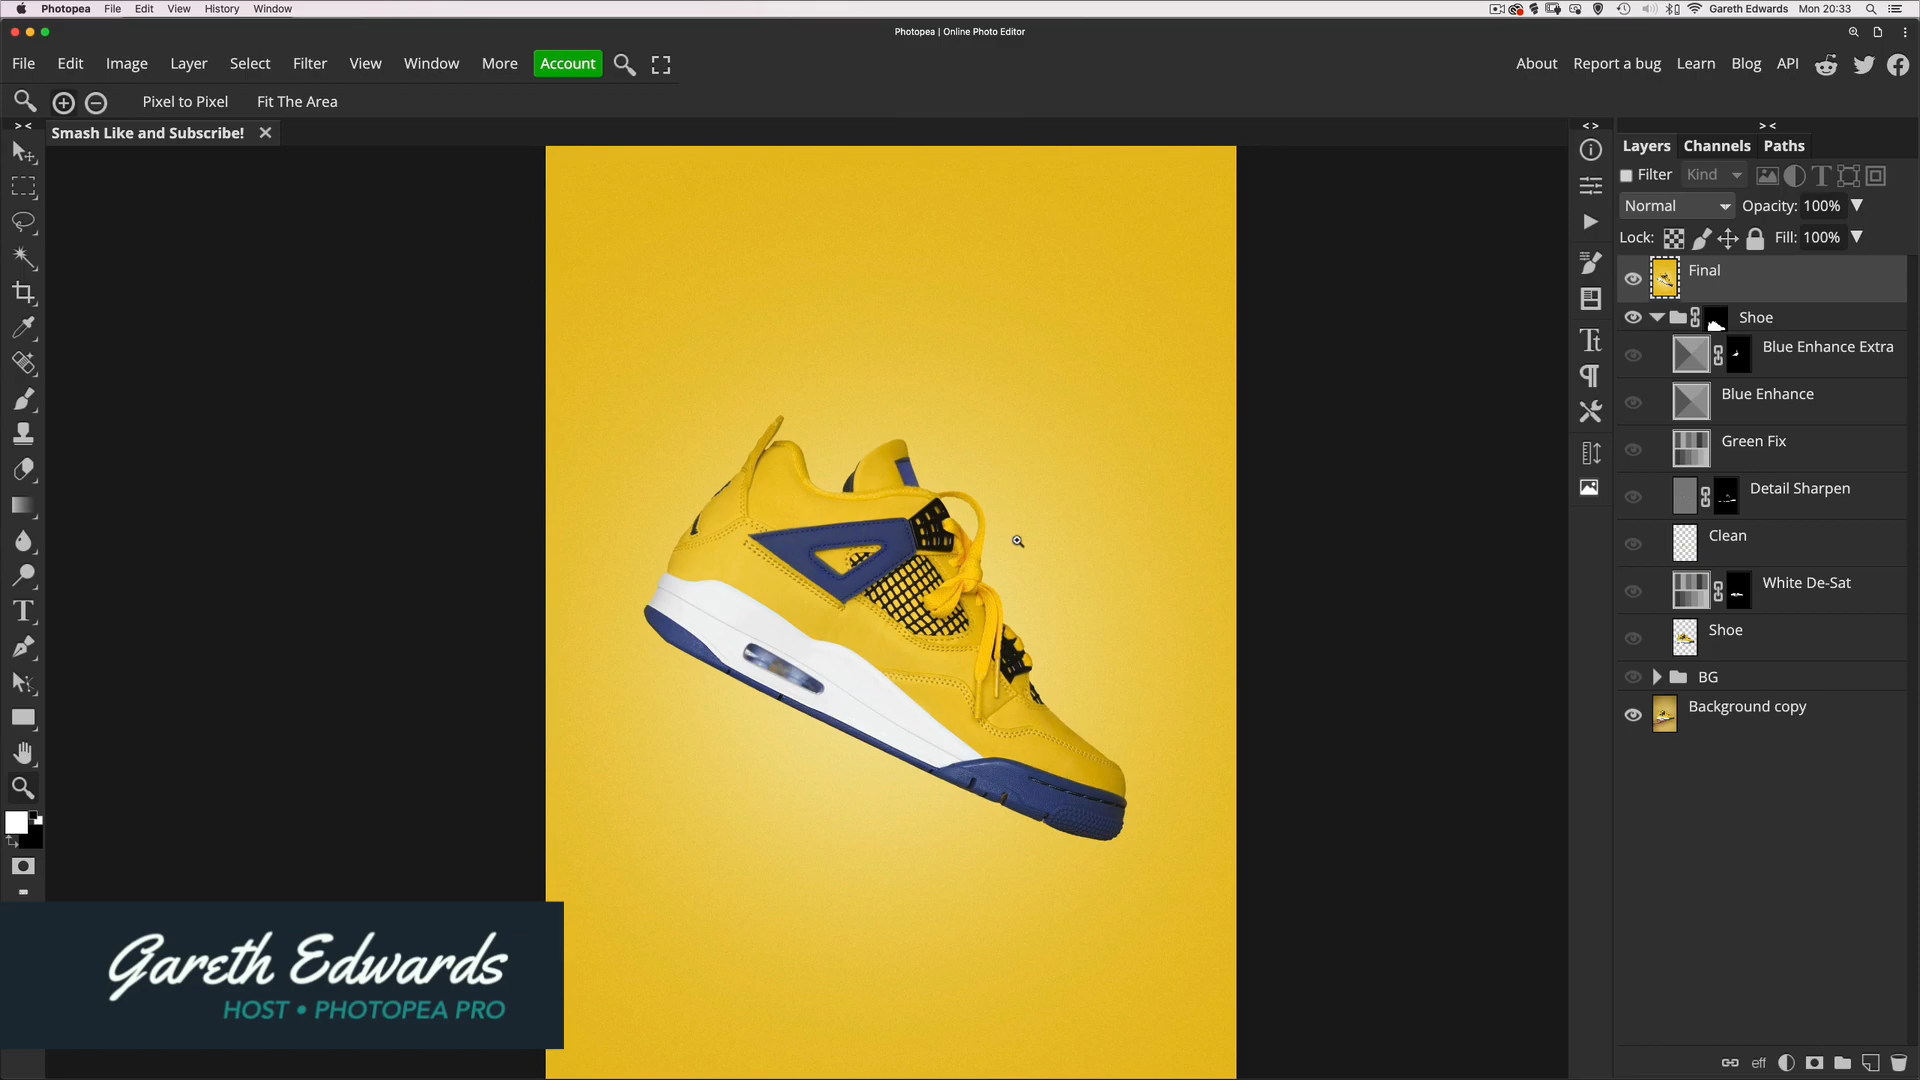 Photopea File Edit View History Window
Gareth Edwards Mon 20:33
Photopea | Online Photo Editor
File Edit Image Layer Select Filter View Window More Account
About Report a bug Learn Blog API
Pixel to Pixel Fit The Area
Smash Like and Subscribe!
Layers Channels Paths
Filter Kind
Normal Opacity: 100%
Lock: Fill: 100%
Final
Shoe
Blue Enhance Extra
Blue Enhance
Green Fix
Detail Sharpen
Clean
White De-Sat
Shoe
BG
Background copy
Gareth Edwards
HOST • PHOTOPEA PRO
eff